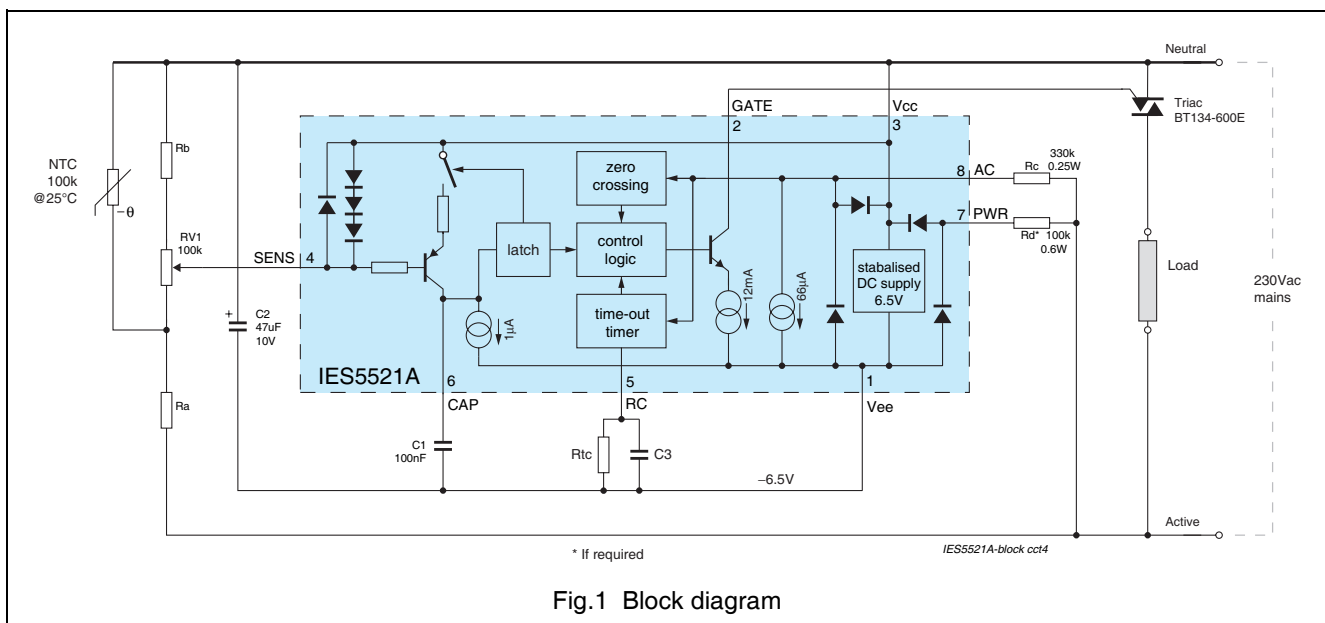 Neutral
GATE
Vcc
2
3
Triac
BT134-600E
NTC
100k
@25°C
–θ
Rb
RV1
100k
SENS 4
C2
47uF
10V
+
Ra
zero
crossing
latch
control
logic
time-out
timer
1µA
12mA
66µA
stabalised
DC supply
6.5V
8 AC
330k
Rc 0.25W
PWR
7
Rd* 100k
0.6W
Load
230Vac
mains
IES5521A
6
CAP
5
RC
1
Vee
C1
100nF
Rtc
C3
–6.5V
Active
* If required
IES5521A-block cct4
Fig.1 Block diagram